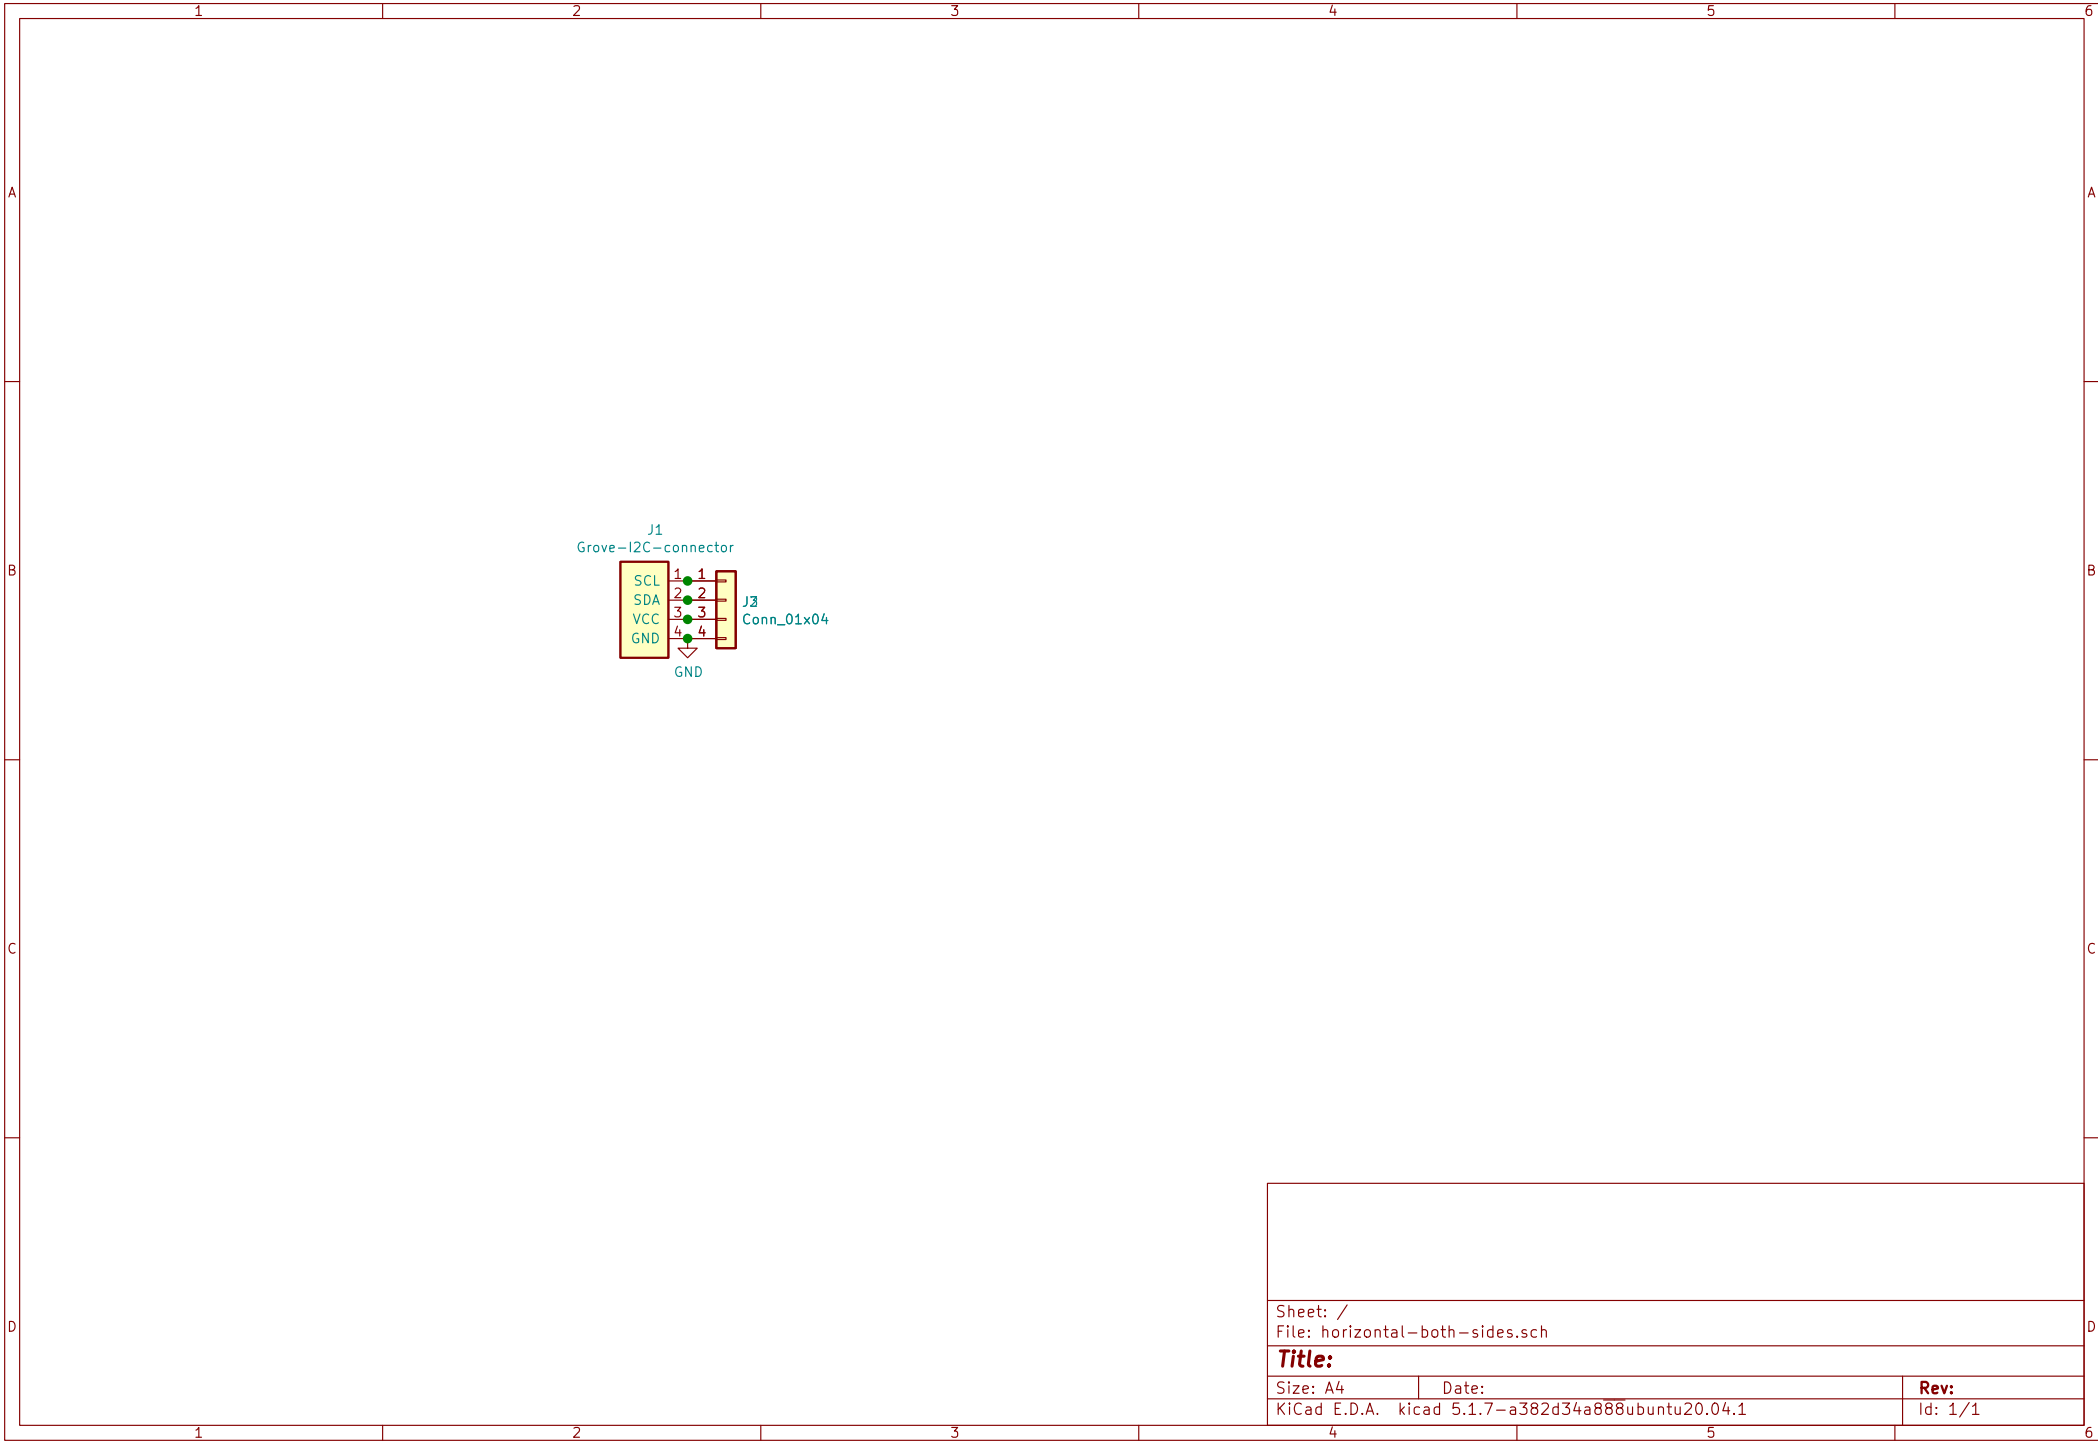 1 2 3 4 5 6
A A
J1
Grove-I2C-connector
SCL 1 1
SDA 2 2
VCC 3 3
GND 4 4
Conn_01x04
GND
B B
C C
Sheet: /
File: horizontal-both-sides.sch
D D
Title:
Size: A4 Date: Rev:
KiCad E.D.A. kicad 5.1.7-a382d34a888ubuntu20.04.1 Id: 1/1
1 2 3 4 5 6